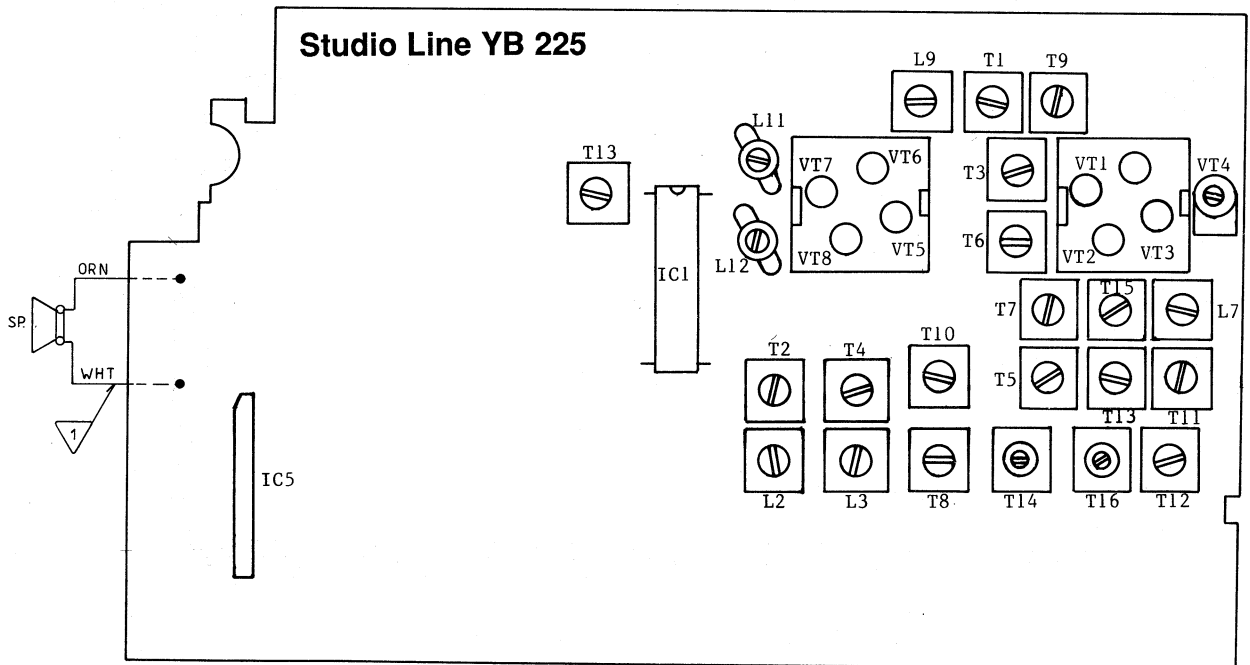 Studio Line YB 225
L9 T1 T9
L11
T13
VT7 VT6
T3
VT1
VT4
T6
L12
VT8 VT5
VT2 VT3
IC1
ORN
SP.
WHT
1
T7
T15
L7
T2 T4 T10
T5
T13 T11
IC5
L2 L3 T8 T14 T16 T12